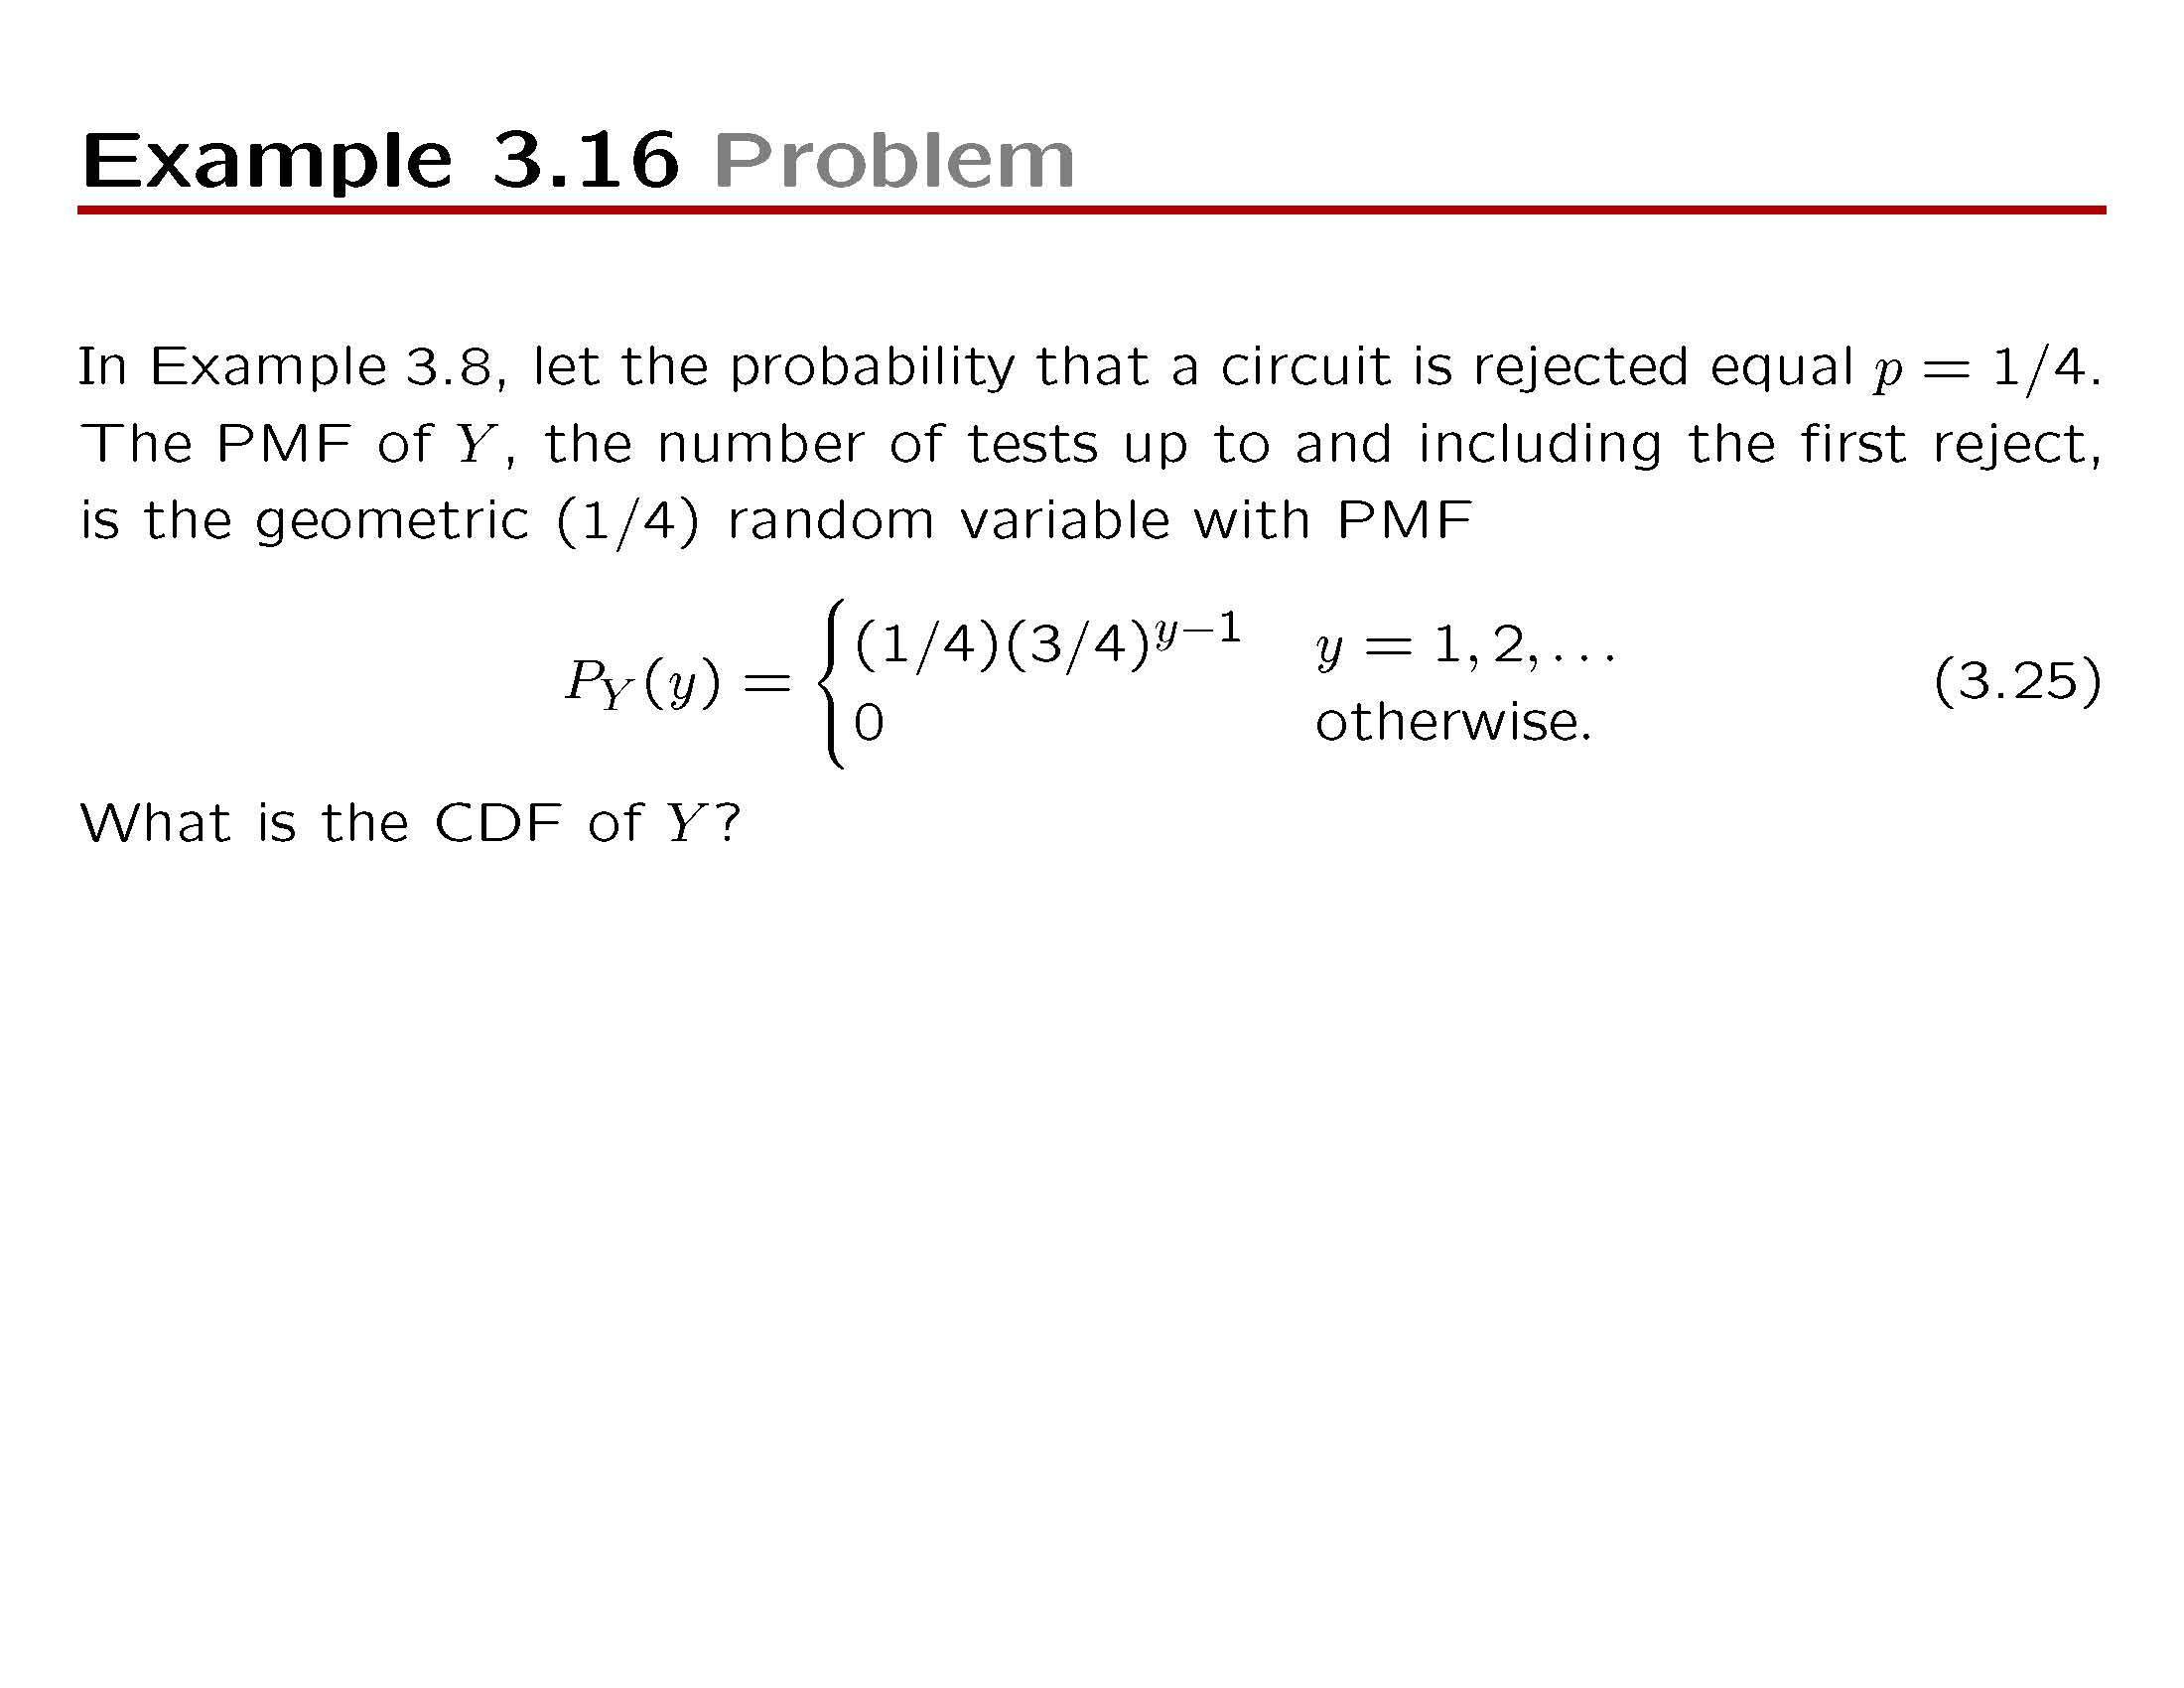 Example 3.16 Problem
In Example 3.8, let the probability that a circuit is rejected equal p = 1/4.
The PMF of Y, the number of tests up to and including the first reject,
is the geometric (1/4) random variable with PMF
P_Y(y) = { (1/4)(3/4)^{y−1} y = 1, 2, . . .
0 otherwise.
(3.25)
What is the CDF of Y?